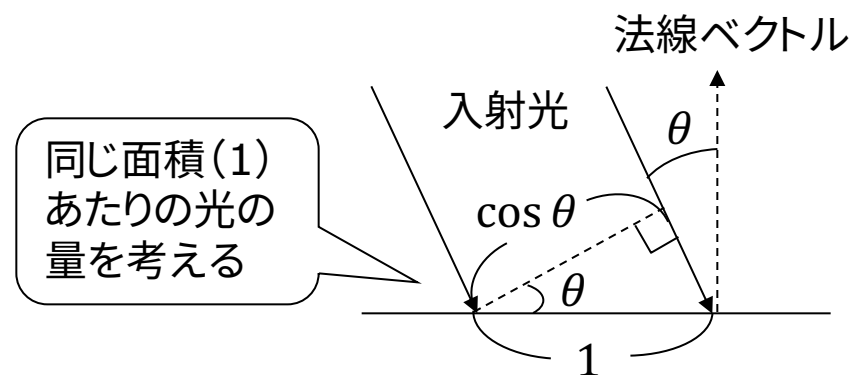 法線ベクトル
入射光
θ
同じ面積（1）
あたりの光の
量を考える
cos θ
θ
1